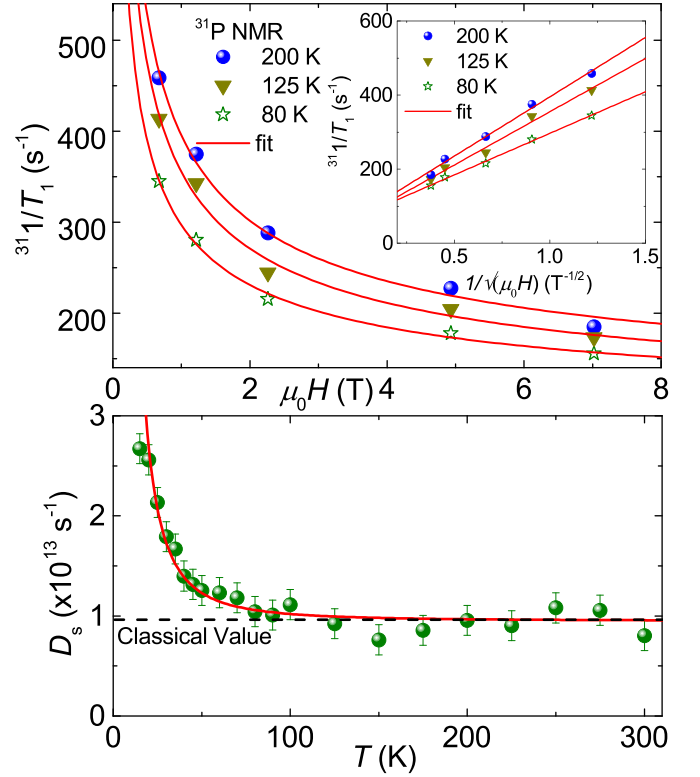 ³¹P NMR
200 K
125 K
80 K
fit
500
400
300
200
³¹1/T₁ (s⁻¹)
0
2
4
6
8
μ₀H (T)
200 K
125 K
80 K
fit
600
400
200
0
³¹1/T₁ (s⁻¹)
0.5
1.0
1.5
1/√(μ₀H) (T⁻¹/²)
3
2
1
0
Dₛ (x10¹³ s⁻¹)
Classical Value
0
100
200
300
T (K)